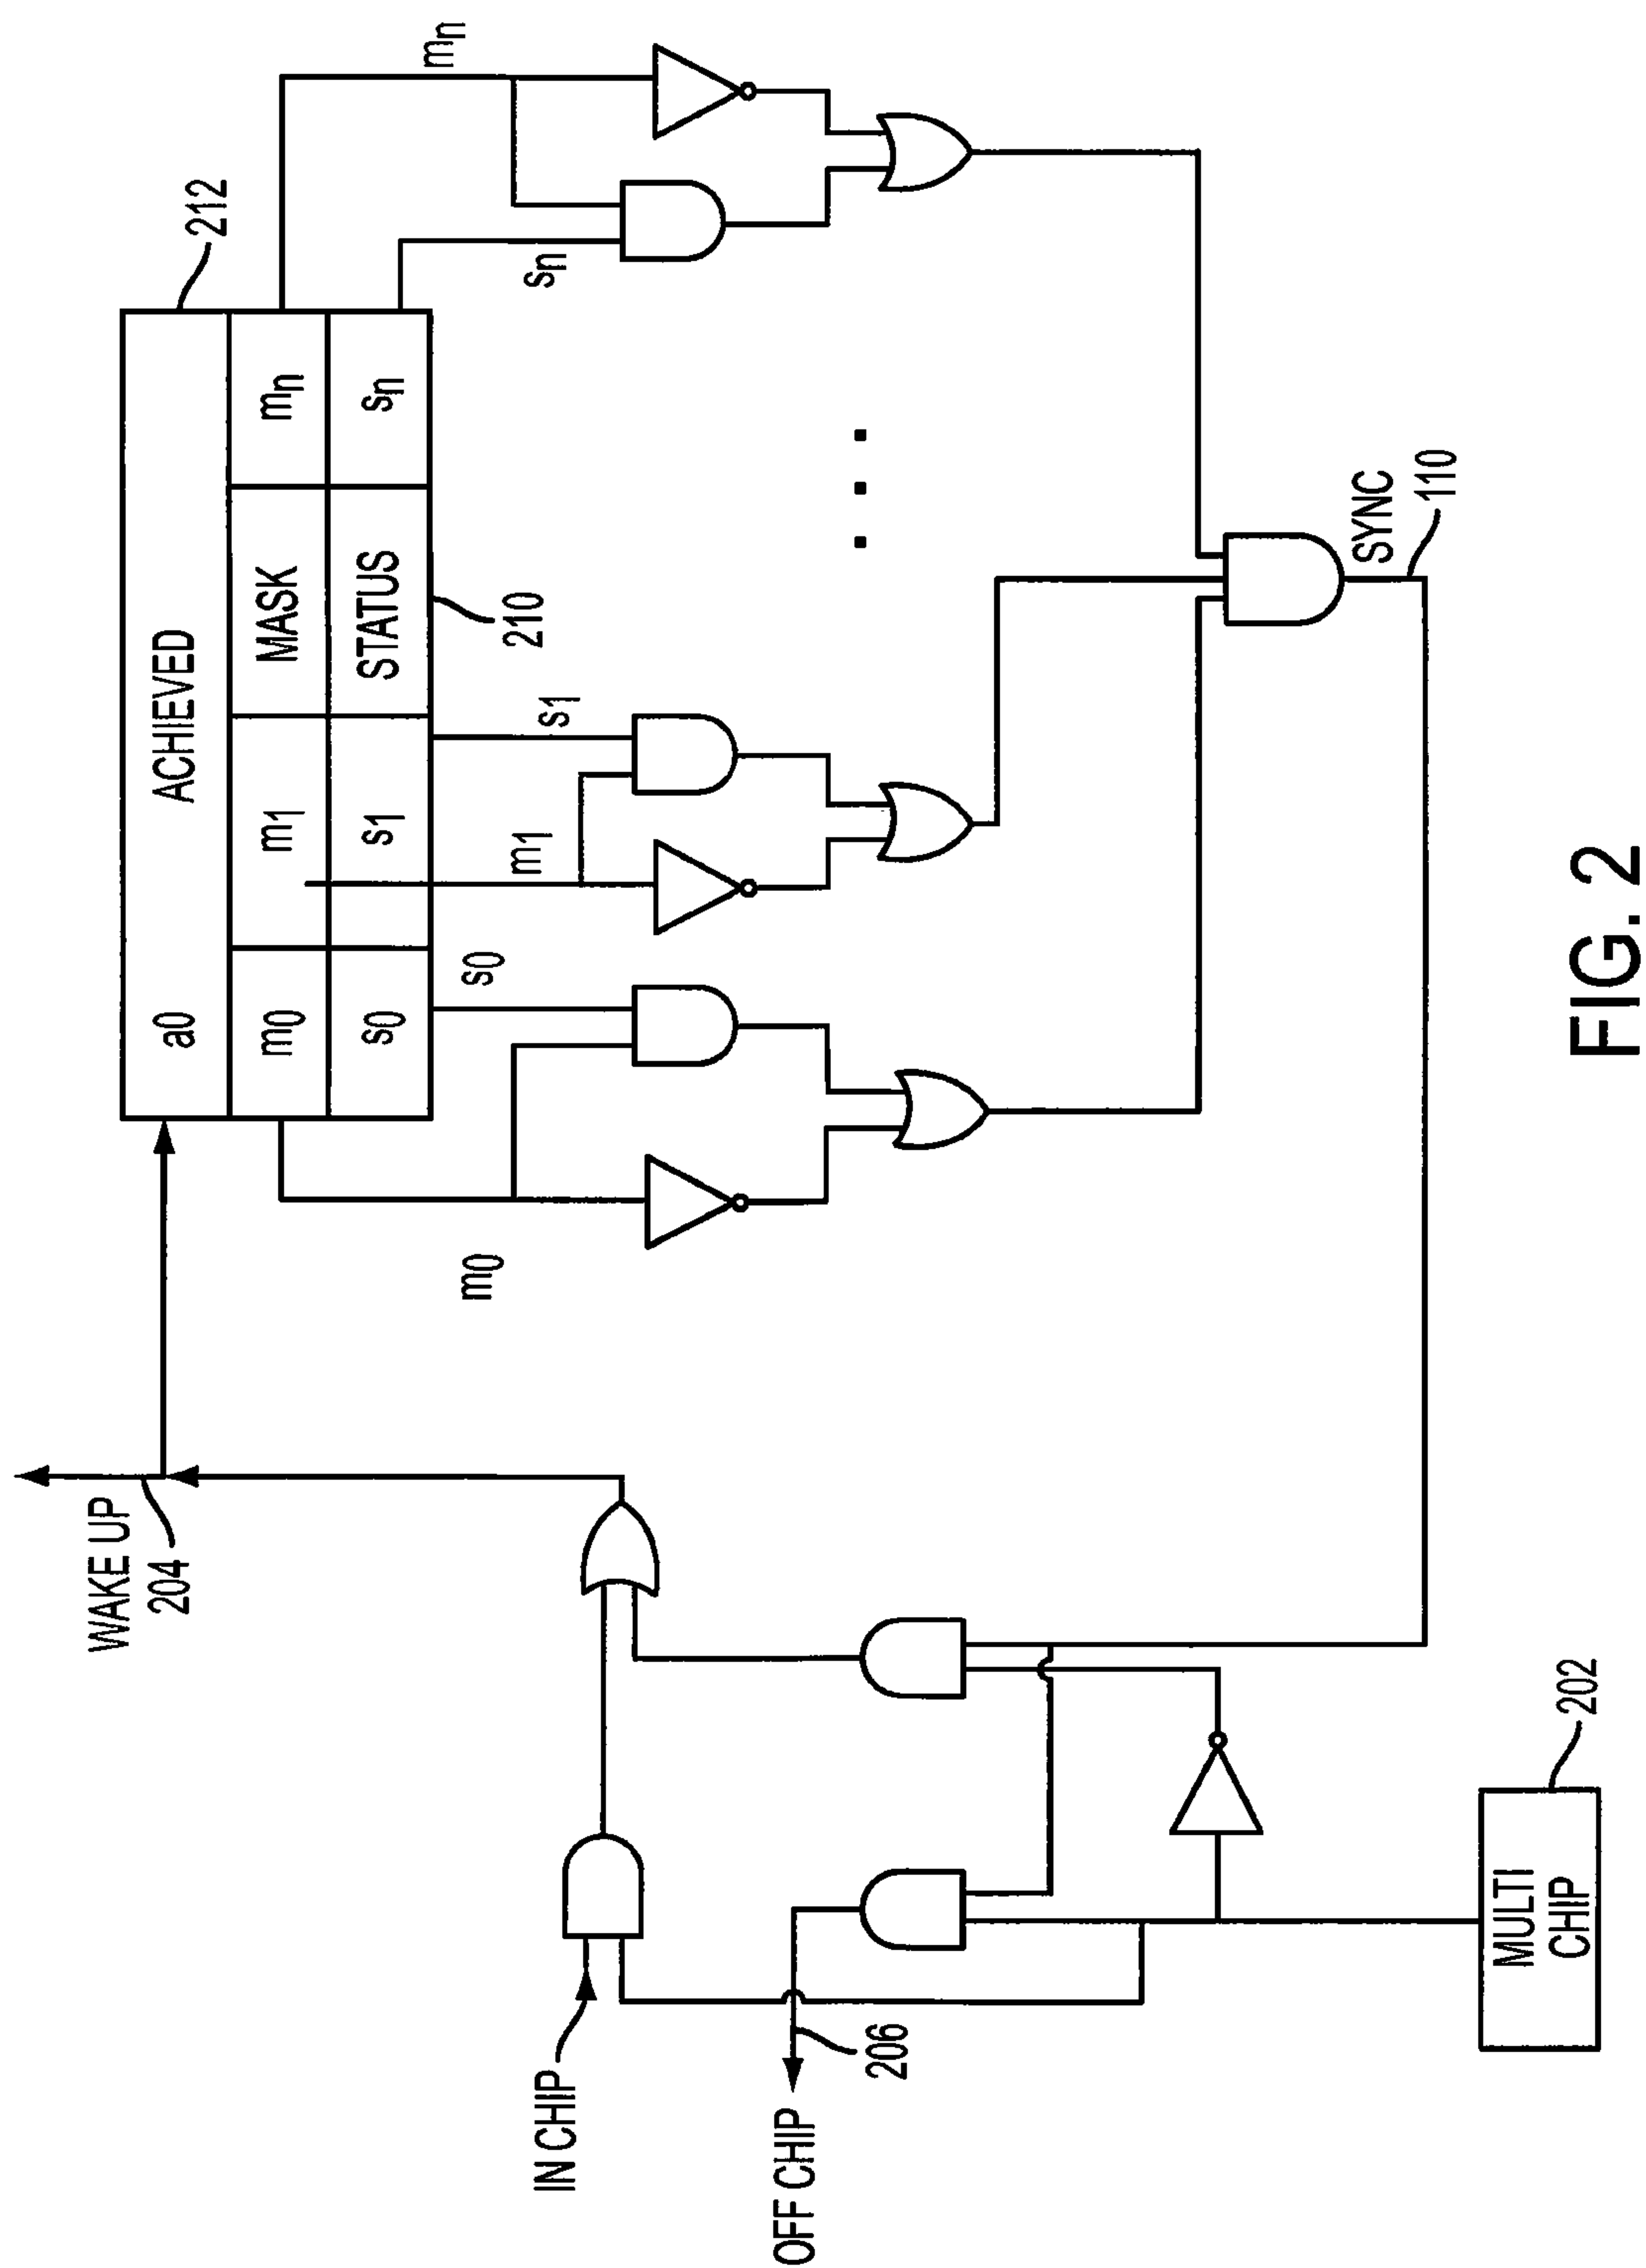 WAKE UP
204
212
a0 ACHIEVED
m0 m1 MASK mn
s0 s1 STATUS sn
210
m0
s0
m1
s1
sn
mn
IN CHIP
OFF CHIP
206
. . .
SYNC
110
MULTI
CHIP
202
FIG. 2